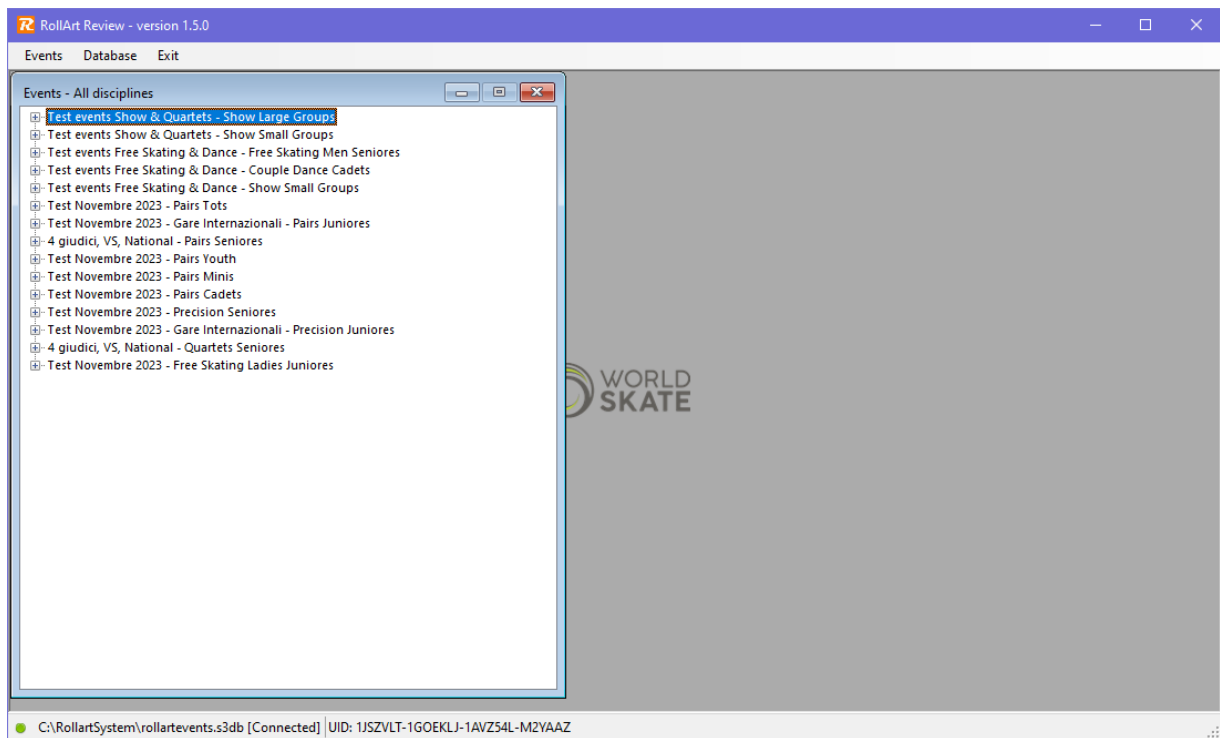 RollArt Review - version 1.5.0
Events Database Exit
Events - All disciplines
Test events Show & Quartets - Show Large Groups
Test events Show & Quartets - Show Small Groups
Test events Free Skating & Dance - Free Skating Men Seniores
Test events Free Skating & Dance - Couple Dance Cadets
Test events Free Skating & Dance - Show Small Groups
Test Novembre 2023 - Pairs Tots
Test Novembre 2023 - Gare Internazionali - Pairs Juniores
4 giudici, VS, National - Pairs Seniores
Test Novembre 2023 - Pairs Youth
Test Novembre 2023 - Pairs Minis
Test Novembre 2023 - Pairs Cadets
Test Novembre 2023 - Precision Seniores
Test Novembre 2023 - Gare Internazionali - Precision Juniores
4 giudici, VS, National - Quartets Seniores
Test Novembre 2023 - Free Skating Ladies Juniores
WORLD
SKATE
C:\RollartSystem\rollartevents.s3db [Connected] UID: 1JSZVLT-1GOEKLJ-1AVZ54L-M2YAAZ